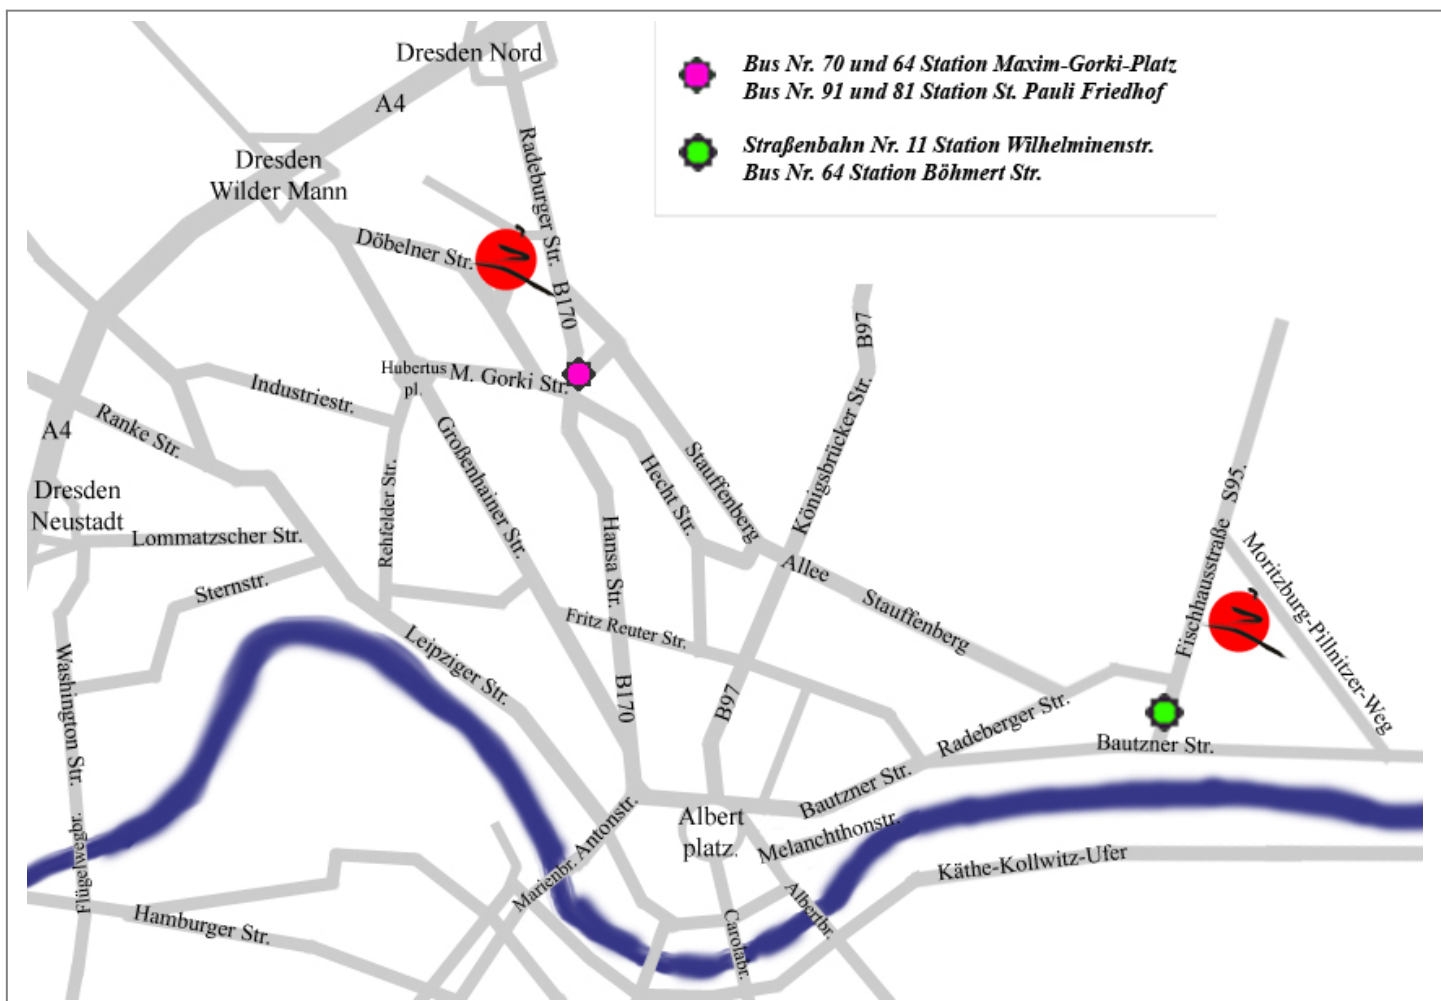 Dresden Nord
A4
Bus Nr. 70 und 64 Station Maxim-Gorki-Platz
Bus Nr. 91 und 81 Station St. Pauli Friedhof
Straßenbahn Nr. 11 Station Wilhelminenstr.
Bus Nr. 64 Station Böhmert Str.
Dresden
Wilder Mann
Radeburger Str.
Döbelner Str.
B170
B97
Hubertus
pl.
M. Gorki Str.
Industriestr.
Ranke Str.
A4
Großenhainer Str.
Rehfelder Str.
Hecht Str.
Stauffenberg
Königsbrücker Str.
Fischhausstraße S95.
Dresden
Neustadt
Lommatzscher Str.
Sternstr.
Hansa Str.
Allee
Stauffenberg
Moritzburg-Pillnitzer-Weg
Fritz Reuter Str.
Leipziger Str.
Washington Str.
B170
B97
Radeberger Str.
Bautzner Str.
Bautzner Str.
Albert
platz.
Antonstr.
Marienbr.
Melanchthonstr.
Käthe-Kollwitz-Ufer
Flügelwegbr.
Hamburger Str.
Carolabr.
Albertbr.